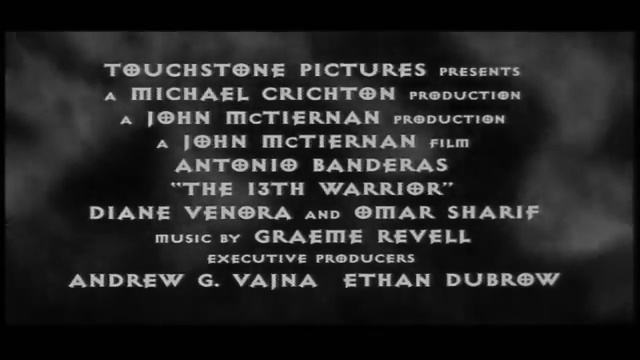 TOUCHSTONE PICTURES PRESENTS
A MICHAEL CRICHTON PRODUCTION
A JOHN McTIERNAN PRODUCTION
A JOHN McTIERNAN FILM
ANTONIO BANDERAS
"THE 13TH WARRIOR"
DIANE VENORA AND OMAR SHARIF
MUSIC BY GRAEME REVELL
EXECUTIVE PRODUCERS
ANDREW G. VAJNA ETHAN DUBROW